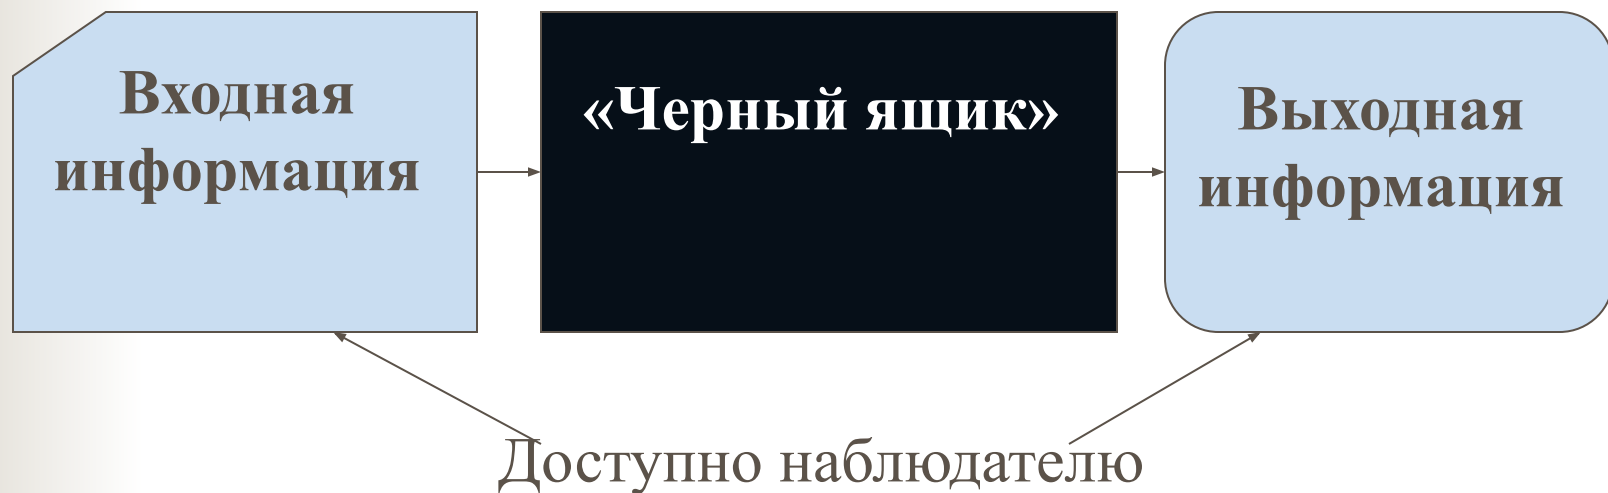 Входная
информация
«Черный ящик»
Выходная
информация
Доступно наблюдателю